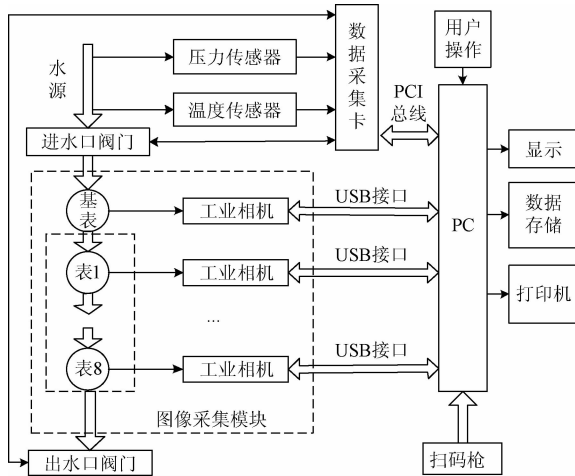 水源
压力传感器
温度传感器
数据采集卡
用户
操作
PCI
总线
进水口阀门
显示
基表
工业相机
USB接口
PC
数据
存储
表1
工业相机
USB接口
打印机
...
表8
工业相机
USB接口
图像采集模块
出水口阀门
扫码枪